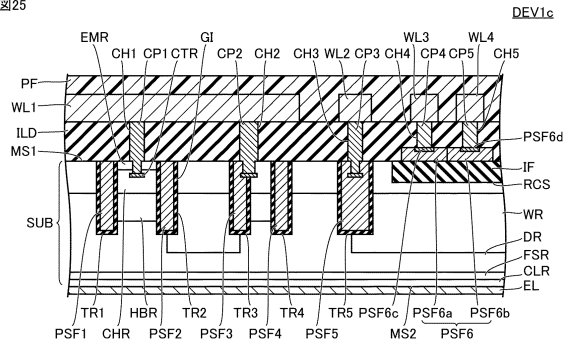 図25
DEV1c
EMR CH1 CP1 CTR GI CP2 CH2 CH3 WL2 CP3 CH4 WL3 CP4 CP5 WL4 CH5
PF
WL1
ILD
MS1
PSF6d
IF
RCS
SUB
WR
DR
FSR
CLR
EL
TR1 HBR TR2 TR3 TR4 TR5 PSF6c PSF6a PSF6b
PSF1 CHR PSF2 PSF3 PSF4 PSF5 MS2 PSF6